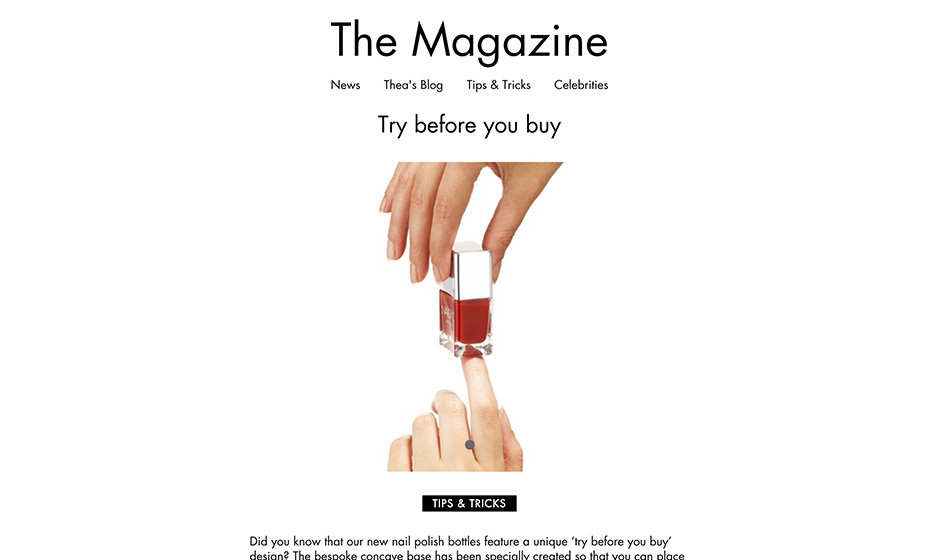 The Magazine
News Thea's Blog Tips & Tricks Celebrities
Try before you buy
TIPS & TRICKS
Did you know that our new nail polish bottles feature a unique ‘try before you buy’
design? The bespoke concave base has been specially created so that you can place